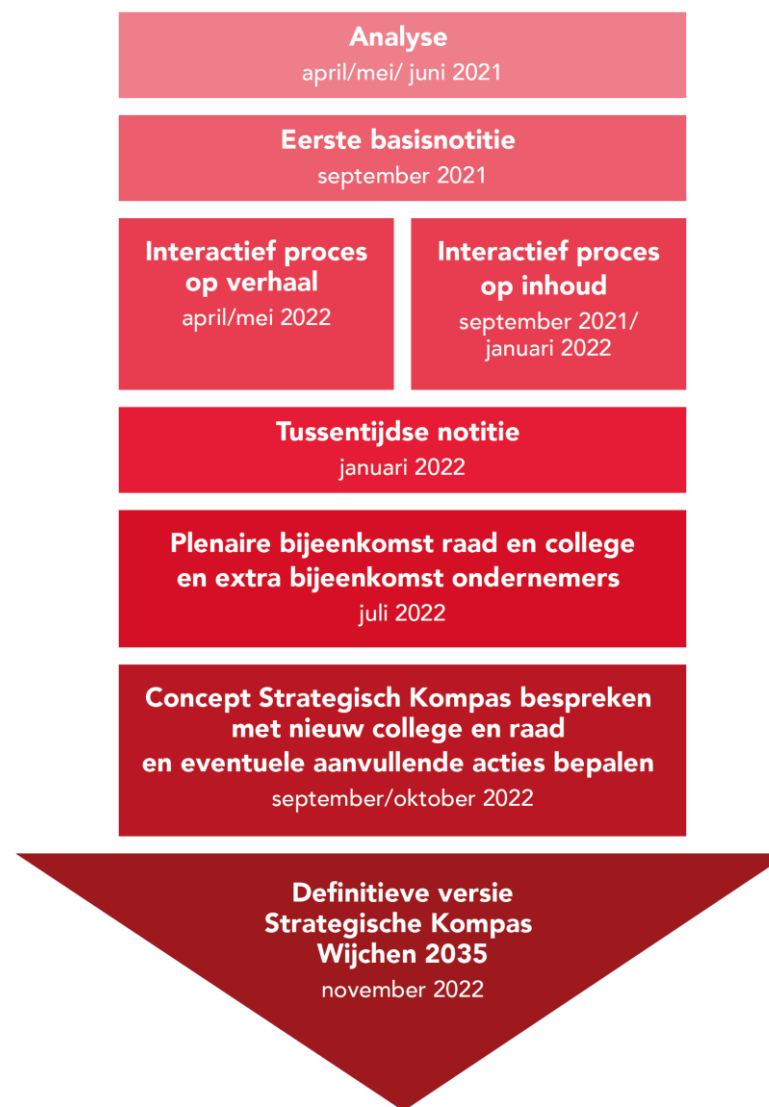 Analyse
april/mei/ juni 2021
Eerste basisnotitie
september 2021
Interactief proces
op verhaal
april/mei 2022
Interactief proces
op inhoud
september 2021/
januari 2022
Tussentijdse notitie
januari 2022
Plenaire bijeenkomst raad en college
en extra bijeenkomst ondernemers
juli 2022
Concept Strategisch Kompas bespreken
met nieuw college en raad
en eventuele aanvullende acties bepalen
september/oktober 2022
Definitieve versie
Strategische Kompas
Wijchen 2035
november 2022